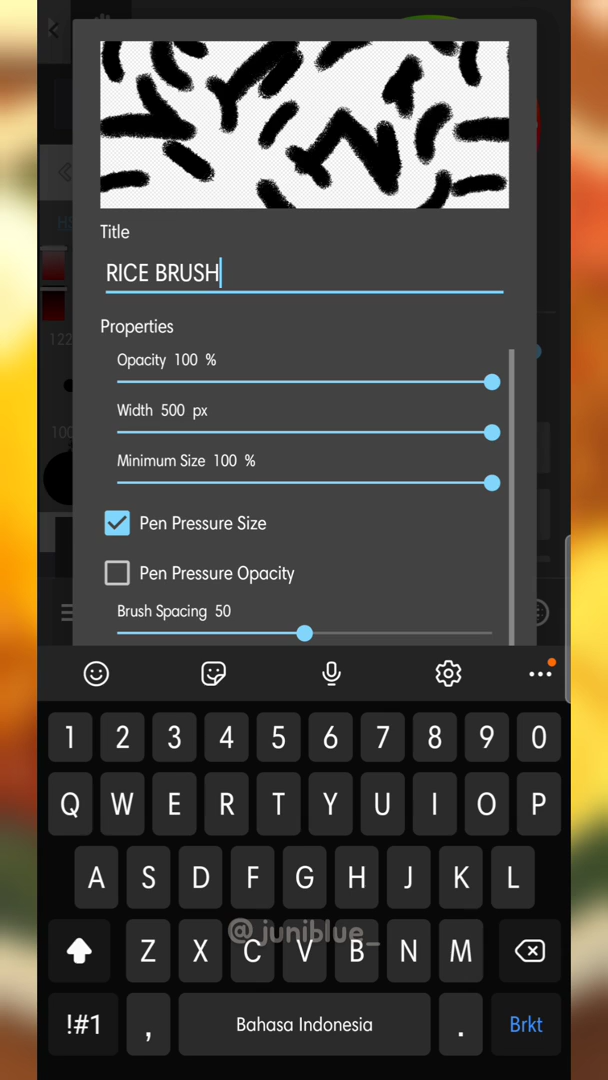 Title
RICE BRUSH
Properties
Opacity 100 %
Width 500 px
Minimum Size 100 %
Pen Pressure Size
Pen Pressure Opacity
Brush Spacing 50
1 2 3 4 5 6 7 8 9 0
Q W E R T Y U I O P
A S D F G H J K L
@juniblue_
Z X C V B N M
!#1 , Bahasa Indonesia . Brkt